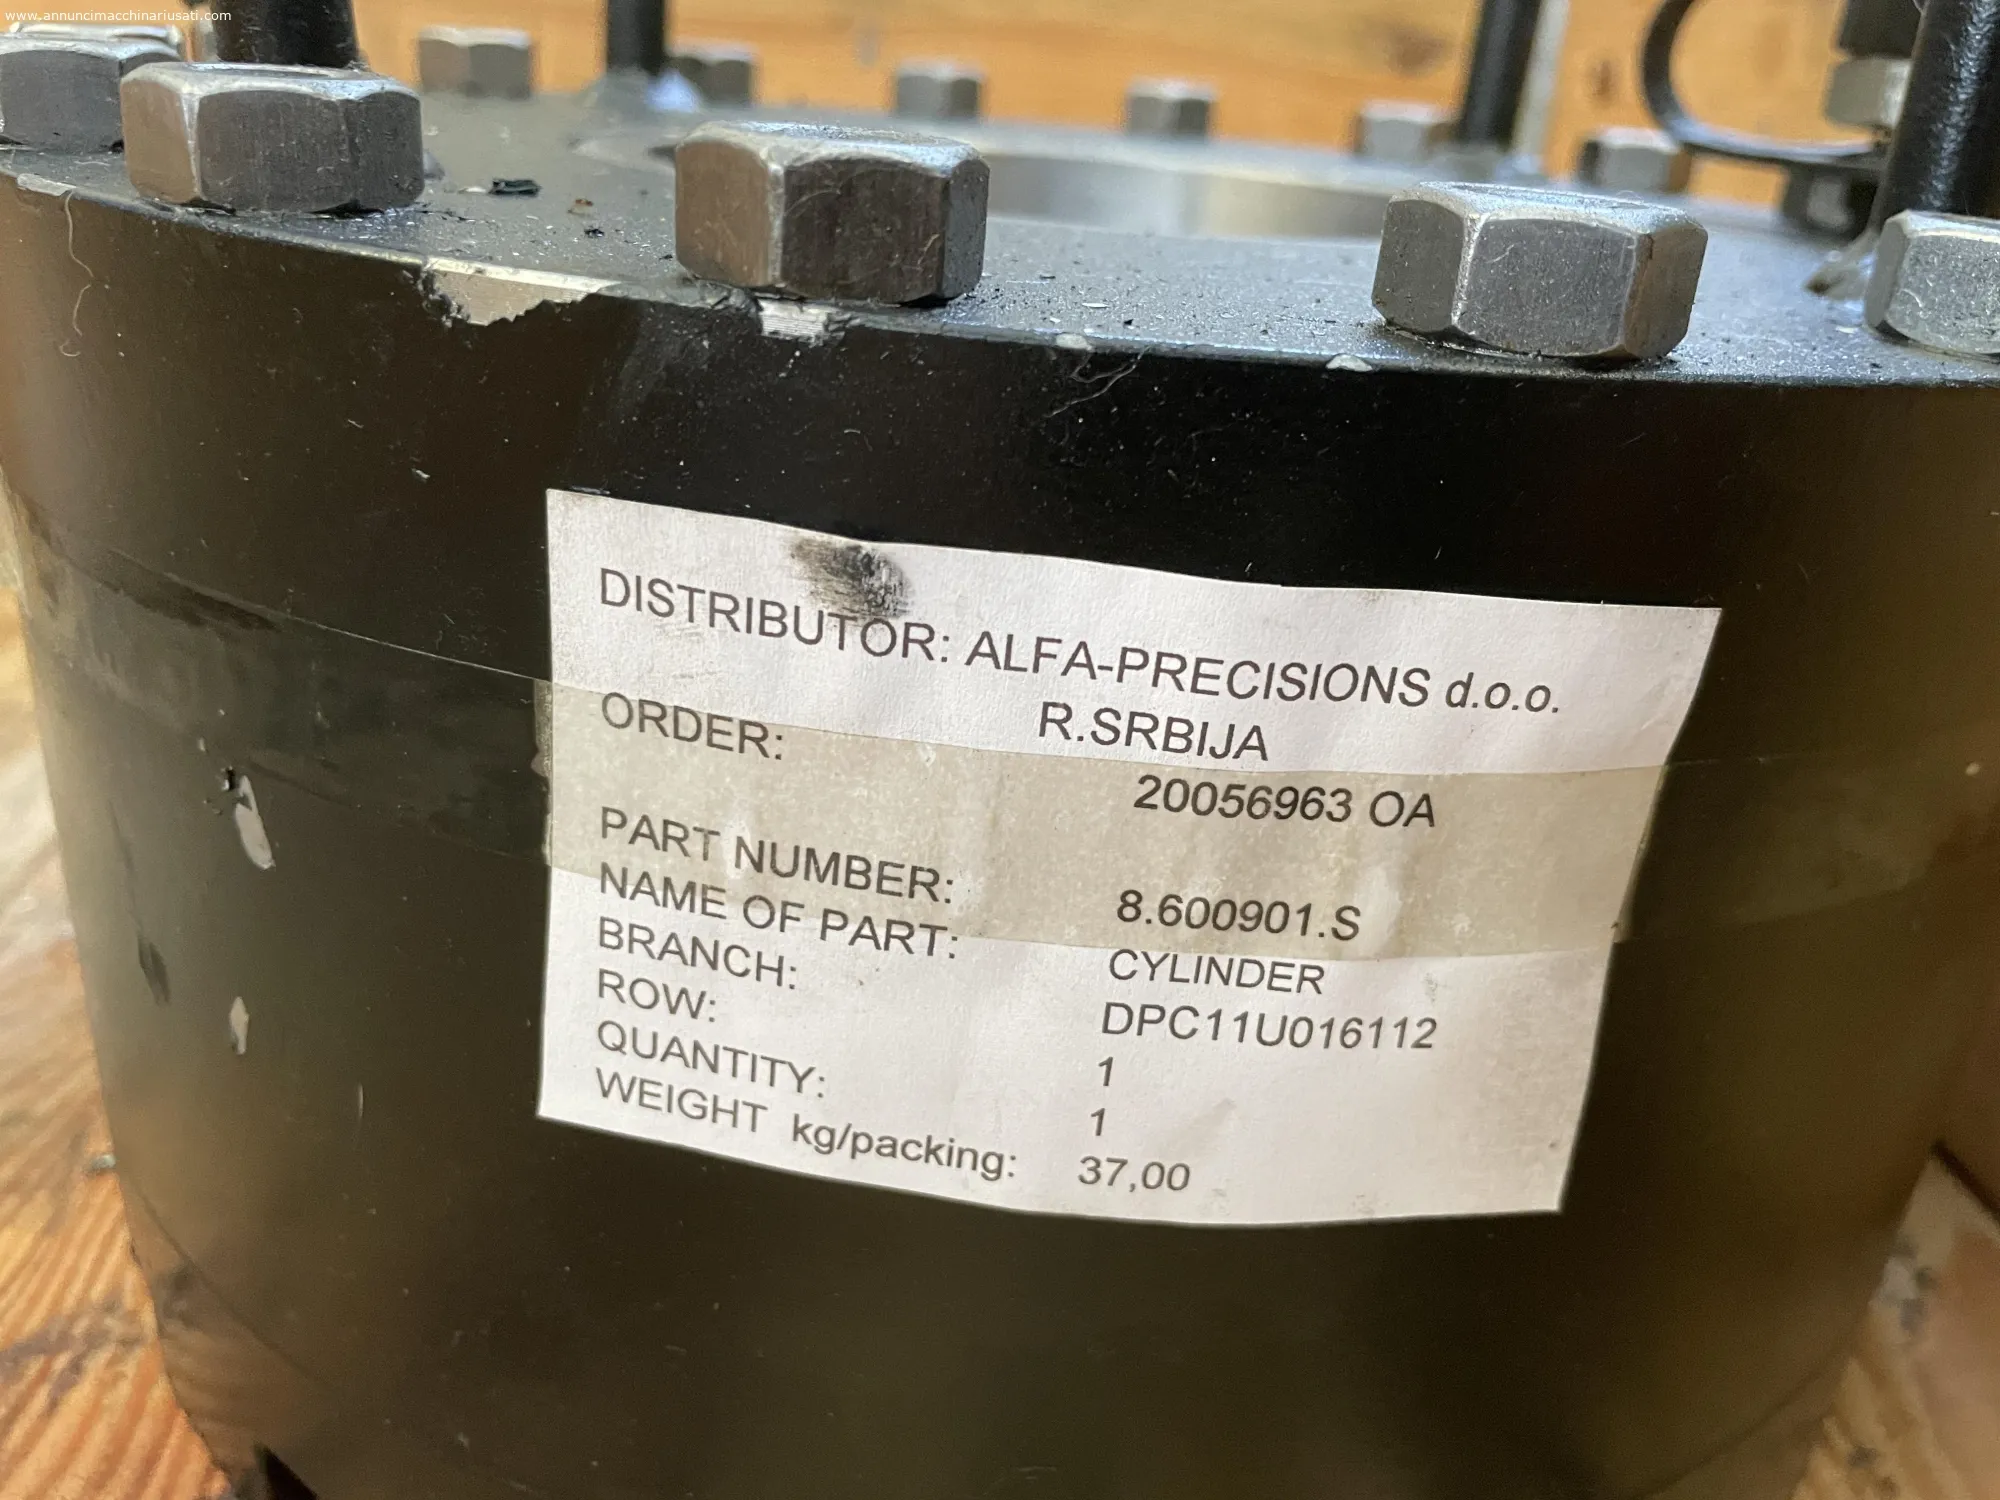 www.annuncimacchinariusati.com
DISTRIBUTOR: ALFA-PRECISIONS d.o.o.
R.SRBIJA
ORDER: 20056963 OA
PART NUMBER: 8.600901.S
NAME OF PART: CYLINDER
BRANCH: DPC11U016112
ROW: 1
QUANTITY: 1
WEIGHT kg/packing: 37,00